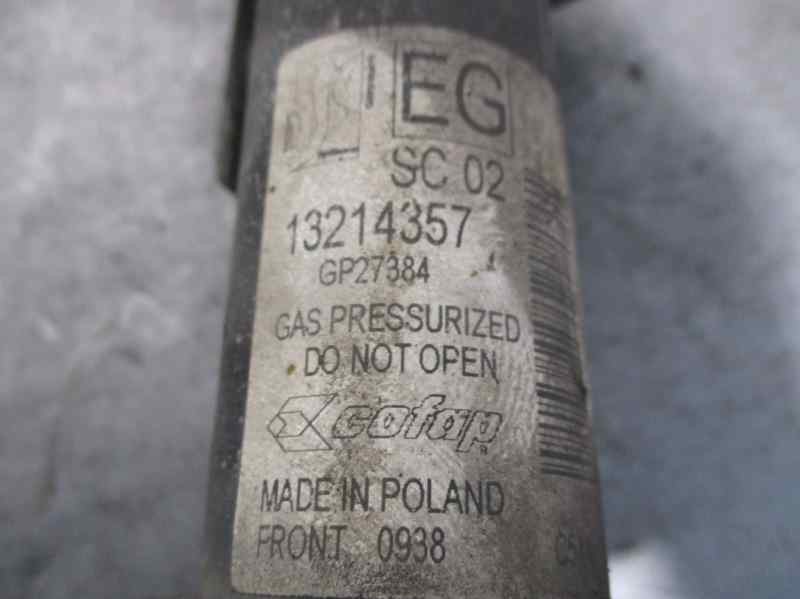 EG
SC 02
13214357
GP27384
GAS PRESSURIZED
DO NOT OPEN
cofap
MADE IN POLAND
FRONT 0938